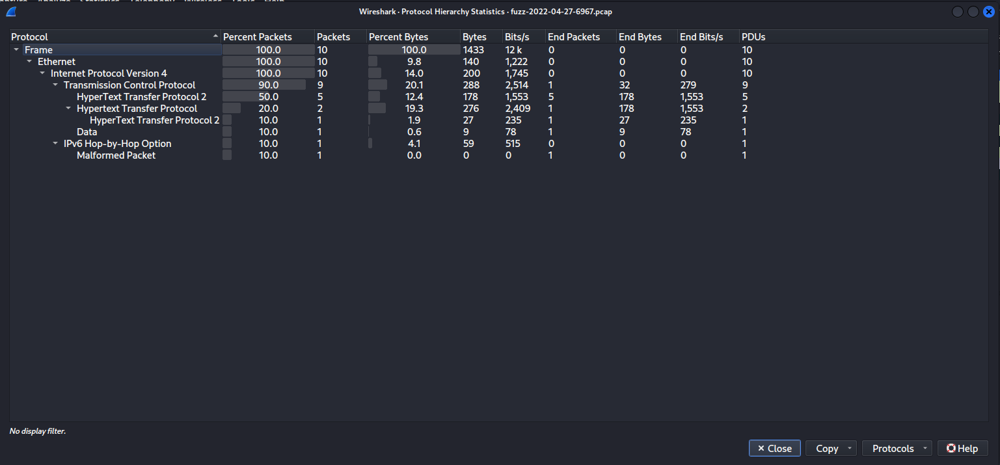 Wireshark · Protocol Hierarchy Statistics · fuzz-2022-04-27-6967.pcap
Protocol Percent Packets Packets Percent Bytes Bytes Bits/s End Packets End Bytes End Bits/s PDUs
Frame 100.0 10 100.0 1433 12 k 0 0 0 10
Ethernet 100.0 10 9.8 140 1,222 0 0 0 10
Internet Protocol Version 4 100.0 10 14.0 200 1,745 0 0 0 10
Transmission Control Protocol 90.0 9 20.1 288 2,514 1 32 279 9
HyperText Transfer Protocol 2 50.0 5 12.4 178 1,553 5 178 1,553 5
Hypertext Transfer Protocol 20.0 2 19.3 276 2,409 1 178 1,553 2
HyperText Transfer Protocol 2 10.0 1 1.9 27 235 1 27 235 1
Data 10.0 1 0.6 9 78 1 9 78 1
IPv6 Hop-by-Hop Option 10.0 1 4.1 59 515 0 0 0 1
Malformed Packet 10.0 1 0.0 0 0 1 0 0 1
No display filter.
Close Copy Protocols Help